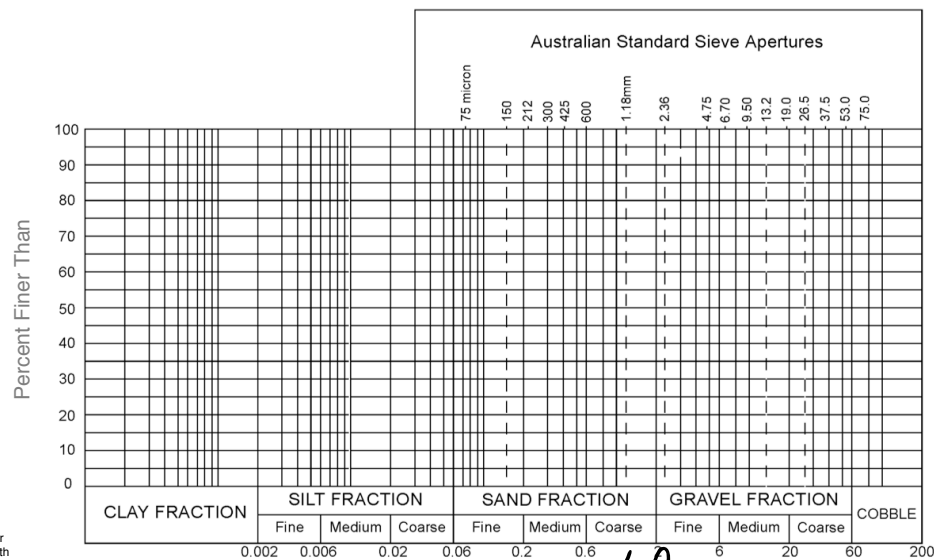 Australian Standard Sieve Apertures
75 micron 150 212 300 425 600 1.18mm 2.36 4.75 6.70 9.50 13.2 19.0 26.5 37.5 53.0 75.0
Percent Finer Than
100
90
80
70
60
50
40
30
20
10
0
CLAY FRACTION SILT FRACTION SAND FRACTION GRAVEL FRACTION COBBLE
Fine Medium Coarse Fine Medium Coarse Fine Medium Coarse
0.002 0.006 0.02 0.06 0.2 0.6 6 20 60 200
r
th